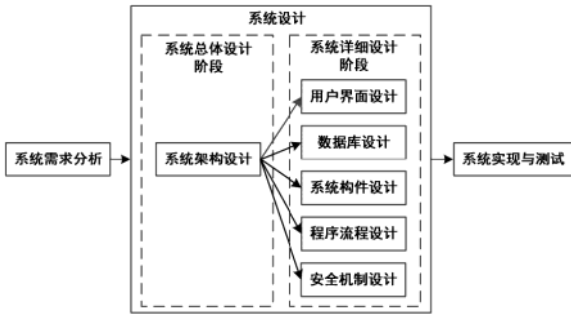 系统设计
系统总体设计
阶段
系统详细设计
阶段
用户界面设计
数据库设计
系统需求分析
系统架构设计
系统构件设计
系统实现与测试
程序流程设计
安全机制设计